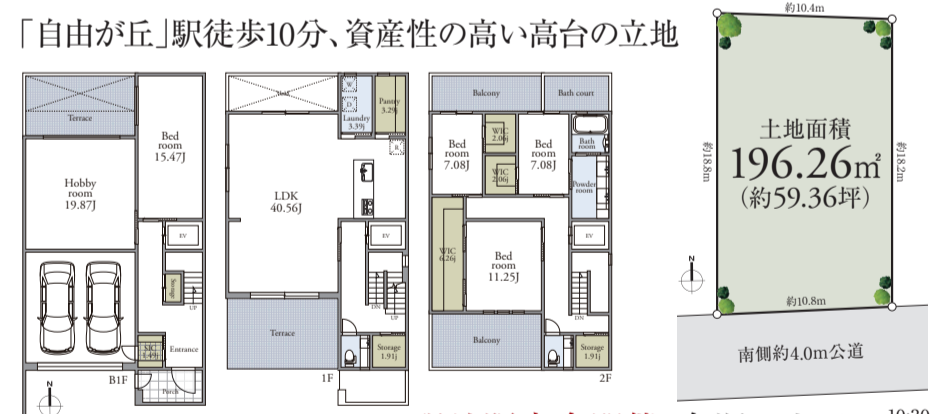 「自由が丘」駅徒歩10分、資産性の高い高台の立地
Terrace
Bed
room
15.47J
Hobby
room
19.87J
EV
Storage
UP
SIC
1.49j
Entrance
Porch
B1F
N
Void
W
D
Laundry
3.39j
Pantry
3.29j
R
LDK
40.56J
EV
DN
UP
Terrace
Storage
1.91j
1F
Balcony
Bath court
Bed
room
7.08J
WIC
2.06j
WIC
2.06j
Bed
room
7.08J
Bath
room
Powder
room
WIC
6.26j
Bed
room
11.25J
EV
DN
Balcony
Storage
1.91j
2F
約10.4m
約18.8m
土地面積
196.26㎡
(約59.36坪)
約18.2m
N
約10.8m
南側約4.0m公道